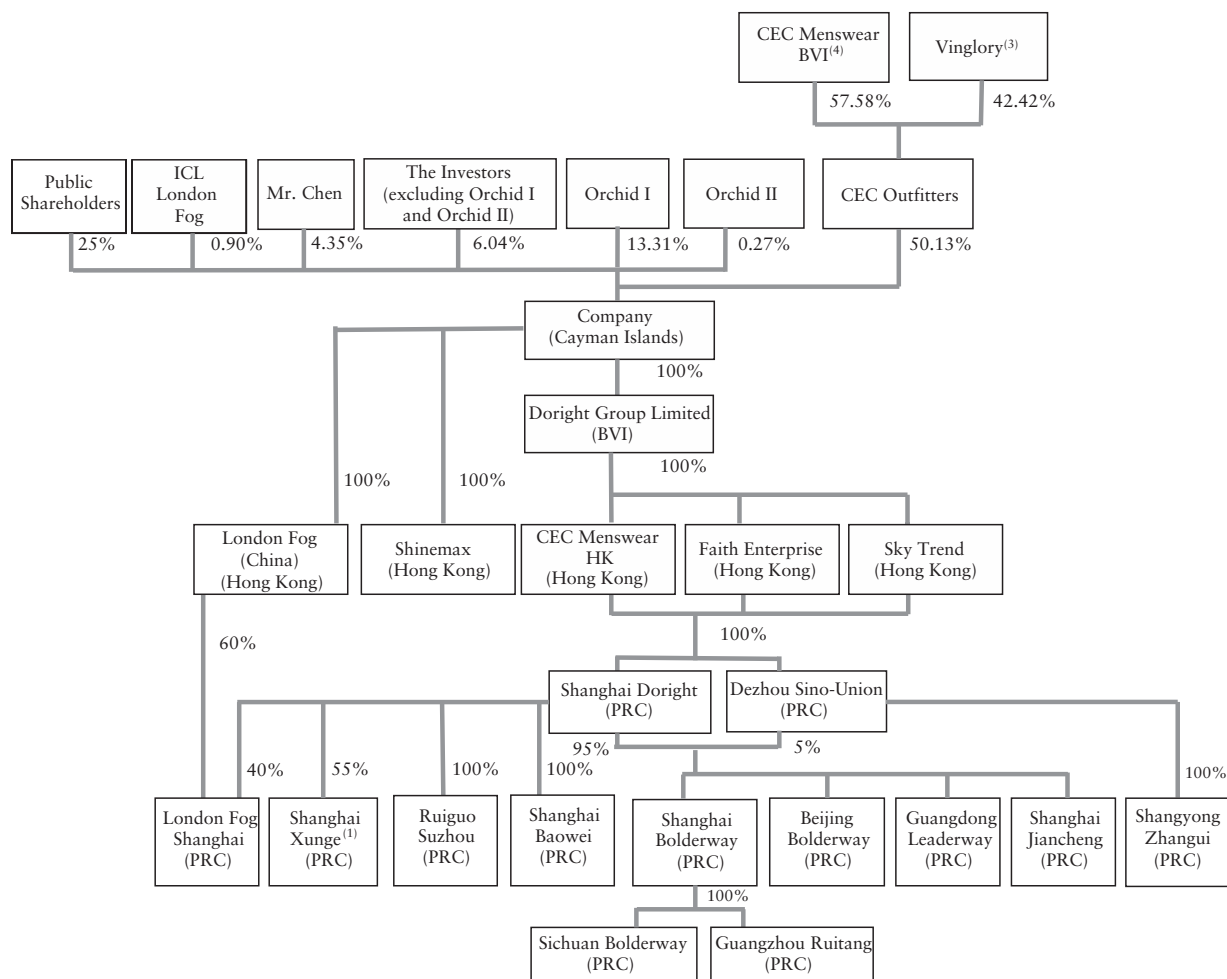 CEC Menswear
BVI(4)
Vinglory(3)
57.58%
42.42%
Public
Shareholders
ICL
London
Fog
Mr. Chen
The Investors
(excluding Orchid I
and Orchid II)
Orchid I
Orchid II
CEC Outfitters
25%
0.90%
4.35%
6.04%
13.31%
0.27%
50.13%
Company
(Cayman Islands)
100%
Doright Group Limited
(BVI)
100%
100%
100%
London Fog
(China)
(Hong Kong)
Shinemax
(Hong Kong)
CEC Menswear
HK
(Hong Kong)
Faith Enterprise
(Hong Kong)
Sky Trend
(Hong Kong)
60%
100%
Shanghai Doright
(PRC)
Dezhou Sino-Union
(PRC)
95%
5%
40%
55%
100%
100%
100%
London Fog
Shanghai
(PRC)
Shanghai
Xunge(1)
(PRC)
Ruiguo
Suzhou
(PRC)
Shanghai
Baowei
(PRC)
Shanghai
Bolderway
(PRC)
Beijing
Bolderway
(PRC)
Guangdong
Leaderway
(PRC)
Shanghai
Jiancheng
(PRC)
Shangyong
Zhangui
(PRC)
100%
Sichuan Bolderway
(PRC)
Guangzhou Ruitang
(PRC)